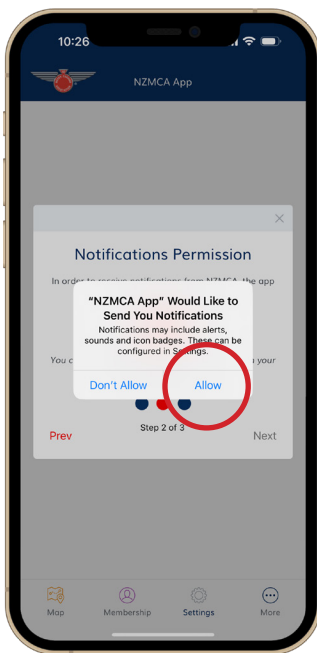 10:26
NZMCA App
Notifications Permission
In order to receive notifications from NZMCA, the app
"NZMCA App" Would Like to
Send You Notifications
Notifications may include alerts,
sounds and icon badges. These can be
configured in Settings.
You c
your
Don't Allow
Allow
Step 2 of 3
Prev
Next
Map
Membership
Settings
More